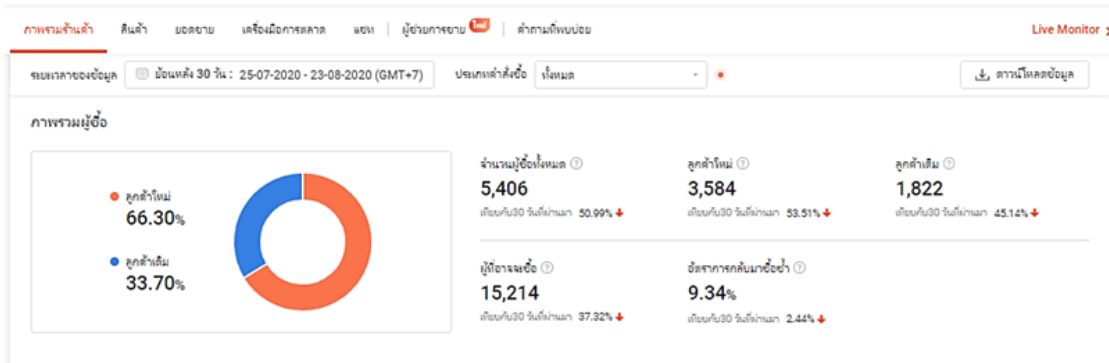 ภาพรวมร้านค้า สินค้า ยอดขาย เครื่องมือการตลาด แชท ผู้ช่วยการขาย ใหม่ คำถามที่พบบ่อย Live Monitor
ระยะเวลาของข้อมูล ย้อนหลัง 30 วัน : 25-07-2020 - 23-08-2020 (GMT+7) ประเภทคำสั่งซื้อ ทั้งหมด ดาวน์โหลดข้อมูล
ภาพรวมผู้ซื้อ
ลูกค้าใหม่
66.30%
ลูกค้าเดิม
33.70%
จำนวนผู้ซื้อทั้งหมด
5,406
เทียบกับ30 วันที่ผ่านมา 50.99%
ลูกค้าใหม่
3,584
เทียบกับ30 วันที่ผ่านมา 53.51%
ลูกค้าเดิม
1,822
เทียบกับ30 วันที่ผ่านมา 45.14%
ผู้ที่อาจจะซื้อ
15,214
เทียบกับ30 วันที่ผ่านมา 37.32%
อัตราการกลับมาซื้อซ้ำ
9.34%
เทียบกับ30 วันที่ผ่านมา 2.44%